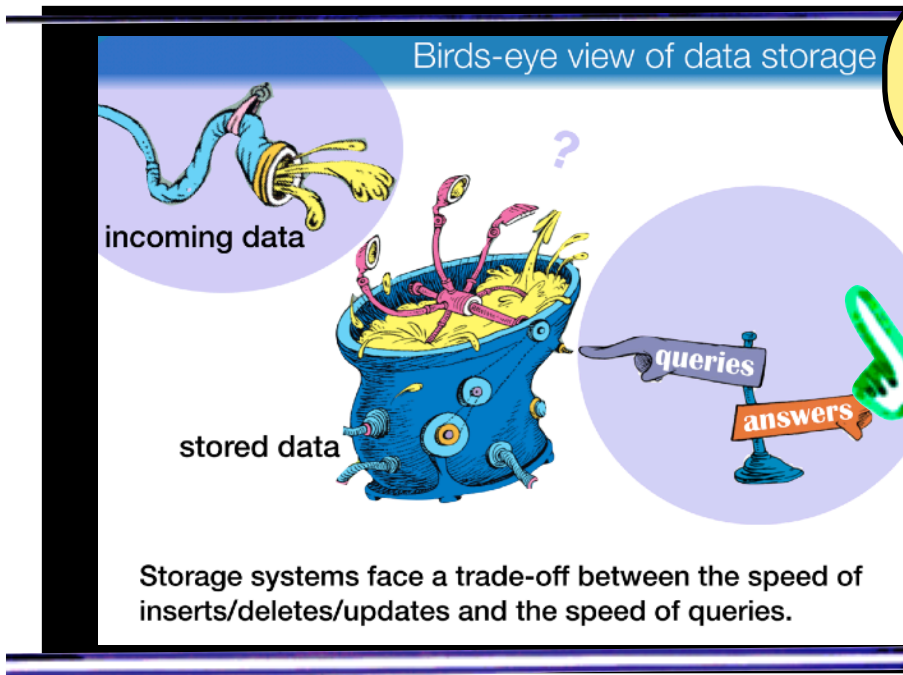 Birds-eye view of data storage
?
incoming data
queries
answers
stored data
Storage systems face a trade-off between the speed of
inserts/deletes/updates and the speed of queries.